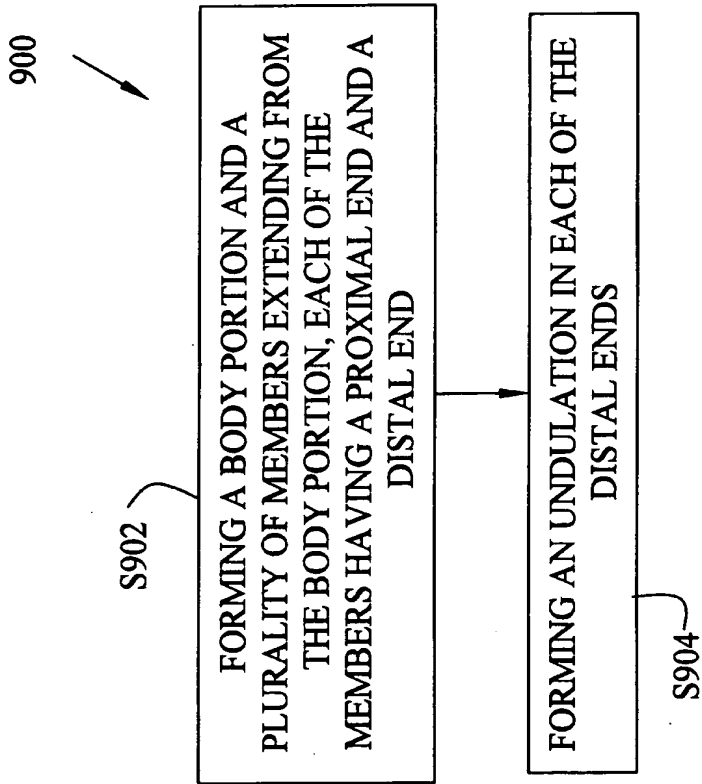 900
S902
FORMING A BODY PORTION AND A
PLURALITY OF MEMBERS EXTENDING FROM
THE BODY PORTION, EACH OF THE
MEMBERS HAVING A PROXIMAL END AND A
DISTAL END
FORMING AN UNDULATION IN EACH OF THE
DISTAL ENDS
S904